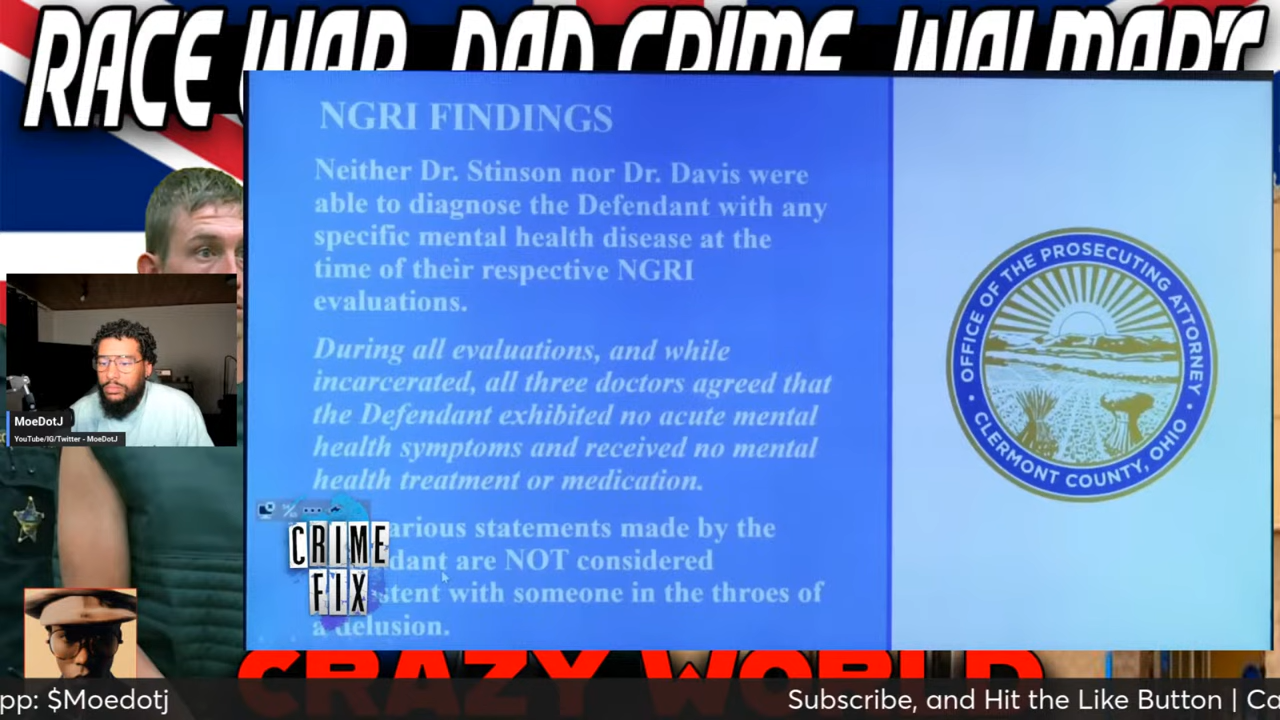 RACE WAR, DAD CRIME, WALMART
NGRI FINDINGS
Neither Dr. Stinson nor Dr. Davis were
able to diagnose the Defendant with any
specific mental health disease at the
time of their respective NGRI
evaluations.
During all evaluations, and while
incarcerated, all three doctors agreed tht
the Defendant exhibited no acute mental
health symptoms and received no mental
health treatment or medication.
arious statements made by the
dant are NOT considered
stent with someone in the throes of
a delusion.
OFFICE OF THE PROSECUTING ATTORNEY
CLERMONT COUNTY, OHIO
MoeDotJ
YouTube/IG/Twitter - MoeDotJ
CRIME
FIX
CRAZY WORLD
pp: $Moedotj
Subscribe, and Hit the Like Button | Ca